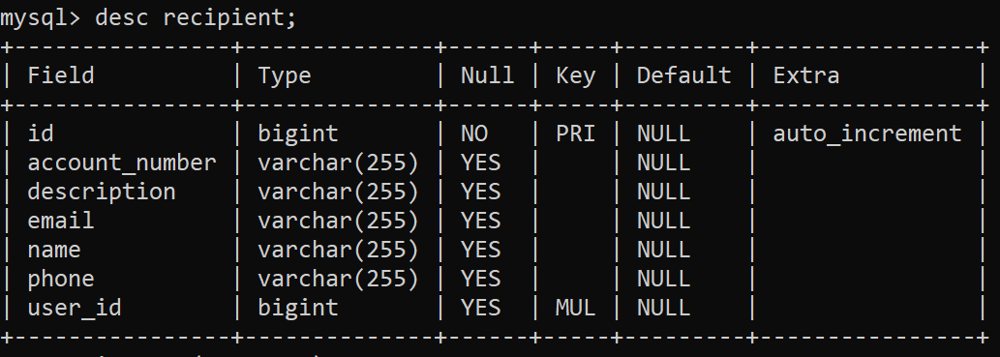 mysql> desc recipient;
+----------------+--------------+------+-----+---------+----------------+
| Field          | Type         | Null | Key | Default | Extra          |
+----------------+--------------+------+-----+---------+----------------+
| id             | bigint       | NO   | PRI | NULL    | auto_increment |
| account_number | varchar(255) | YES  |     | NULL    |                |
| description    | varchar(255) | YES  |     | NULL    |                |
| email          | varchar(255) | YES  |     | NULL    |                |
| name           | varchar(255) | YES  |     | NULL    |                |
| phone          | varchar(255) | YES  |     | NULL    |                |
| user_id        | bigint       | YES  | MUL | NULL    |                |
+----------------+--------------+------+-----+---------+----------------+